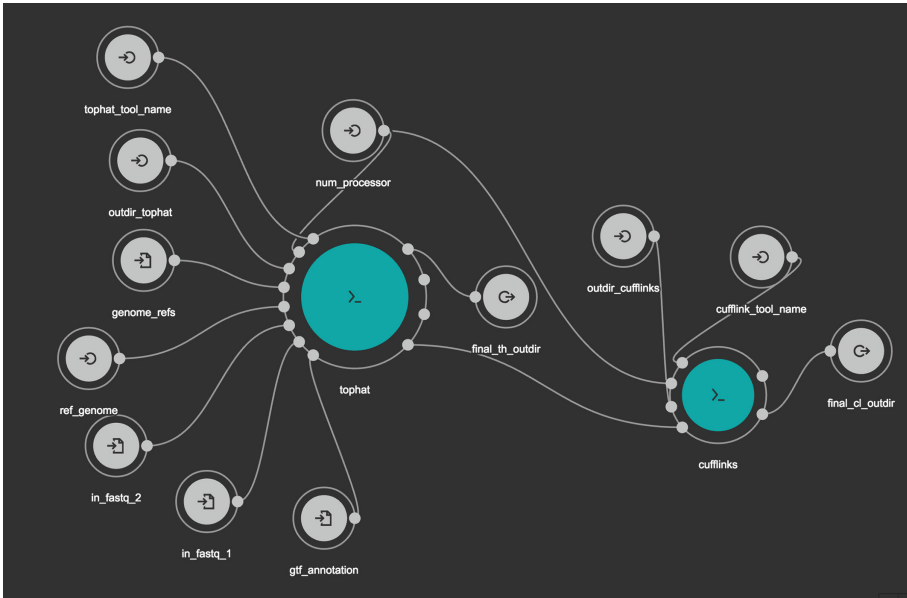 tophat_tool_name
num_processor
outdir_tophat
outdir_cufflinks
genome_refs
cufflink_tool_name
final_th_outdir
>_
tophat
ref_genome
final_cl_outdir
>_
cufflinks
in_fastq_2
in_fastq_1
gtf_annotation